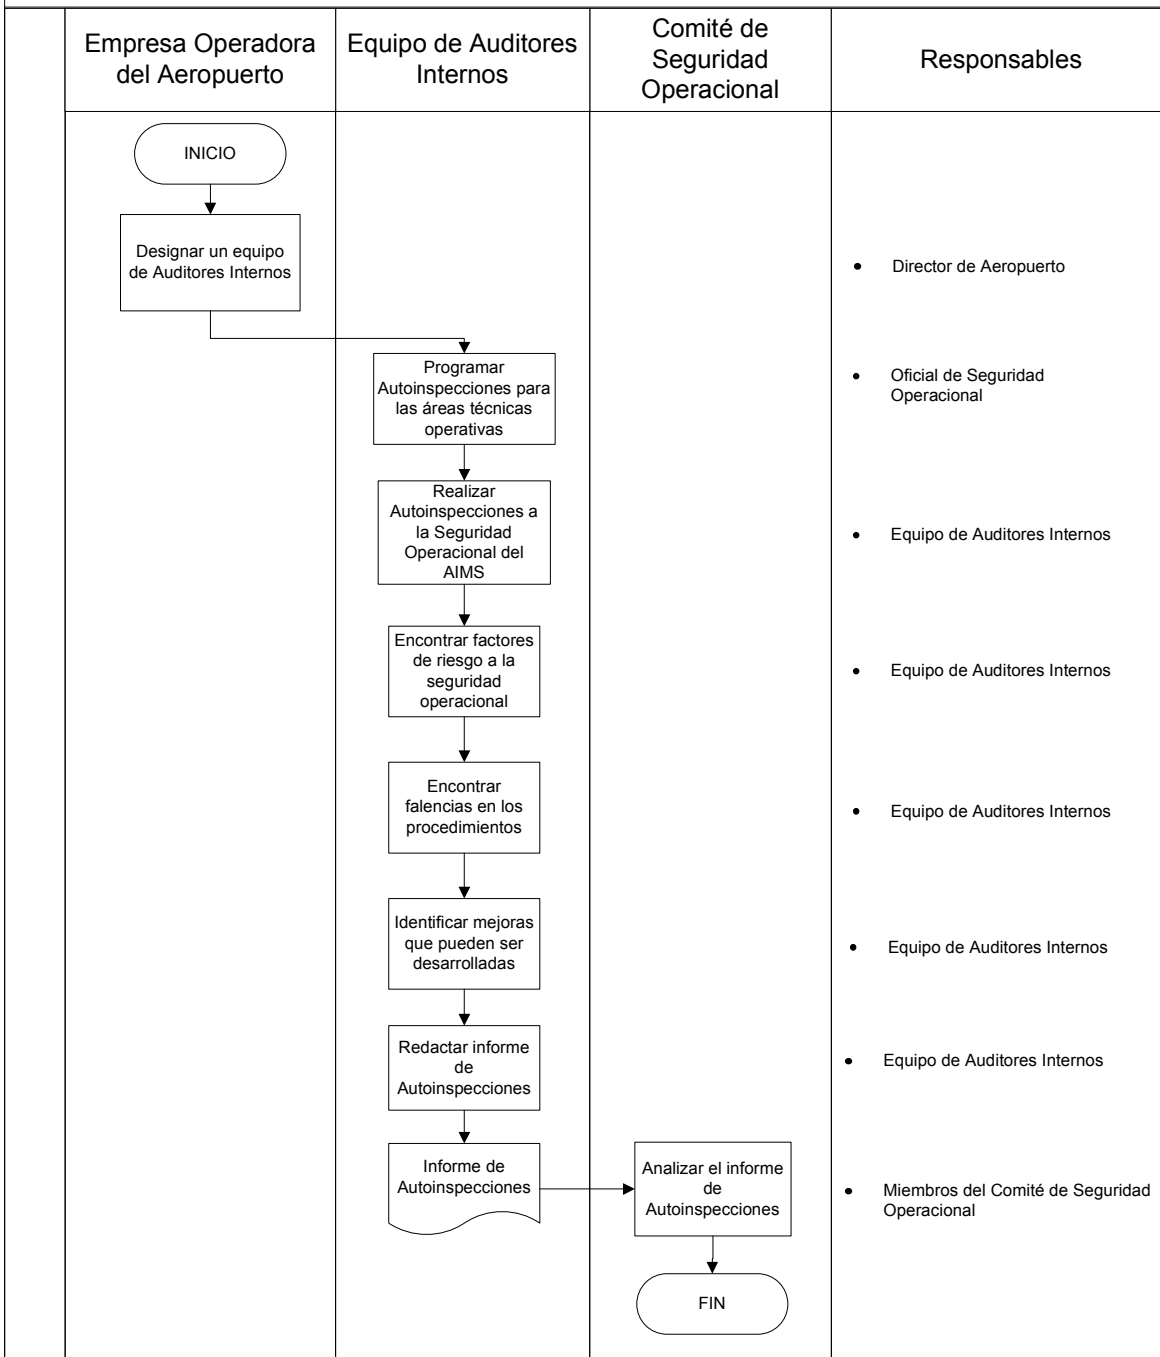 Empresa Operadora
del Aeropuerto
Equipo de Auditores
Internos
Comité de
Seguridad
Operacional
Responsables
INICIO
Designar un equipo
de Auditores Internos
• Director de Aeropuerto
Programar
Autoinspecciones para
las áreas técnicas
operativas
• Oficial de Seguridad
Operacional
Realizar
Autoinspecciones a
la Seguridad
Operacional del
AIMS
• Equipo de Auditores Internos
Encontrar factores
de riesgo a la
seguridad
operacional
• Equipo de Auditores Internos
Encontrar
falencias en los
procedimientos
• Equipo de Auditores Internos
Identificar mejoras
que pueden ser
desarrolladas
• Equipo de Auditores Internos
Redactar informe
de
Autoinspecciones
• Equipo de Auditores Internos
Informe de
Autoinspecciones
Analizar el informe
de
Autoinspecciones
• Miembros del Comité de Seguridad
Operacional
FIN